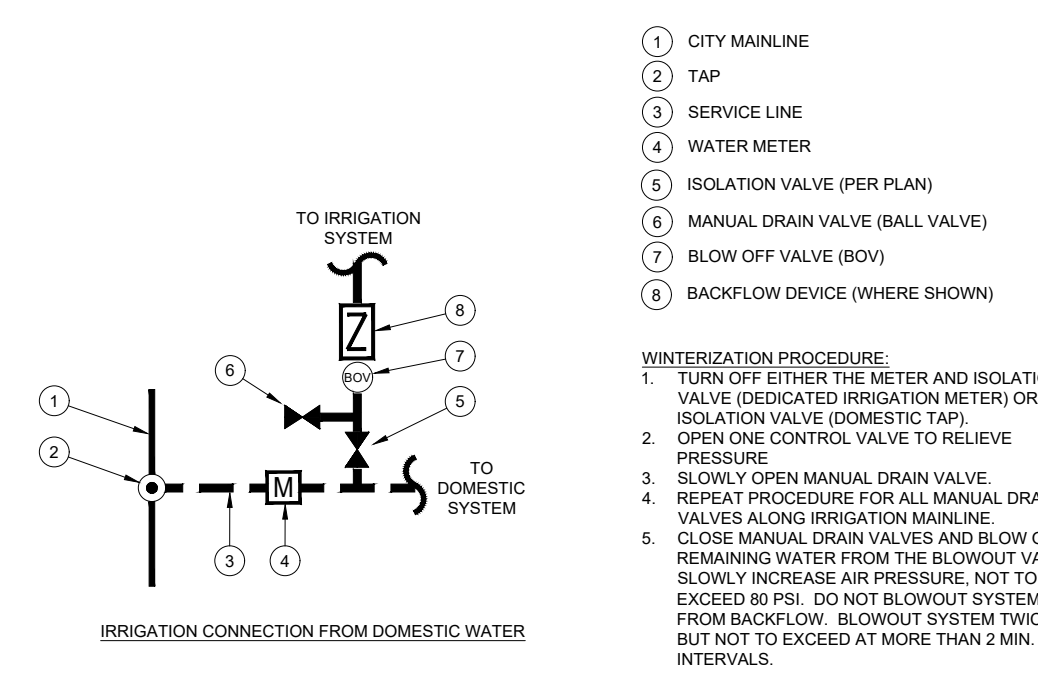 1 CITY MAINLINE
2 TAP
3 SERVICE LINE
4 WATER METER
5 ISOLATION VALVE (PER PLAN)
6 MANUAL DRAIN VALVE (BALL VALVE)
7 BLOW OFF VALVE (BOV)
8 BACKFLOW DEVICE (WHERE SHOWN)
TO IRRIGATION
SYSTEM
8
Z
7
BOV
6
5
1
2
TO
DOMESTIC
SYSTEM
M
3
4
IRRIGATION CONNECTION FROM DOMESTIC WATER
WINTERIZATION PROCEDURE:
1. TURN OFF EITHER THE METER AND
VALVE (DEDICATED IRRIGATION METER) OR
ISOLATION VALVE (DOMESTIC TAP).
2. OPEN ONE CONTROL VALVE TO RELIEVE
PRESSURE
3. SLOWLY OPEN MANUAL DRAIN VALVE.
4. REPEAT PROCEDURE FOR ALL MANUAL
VALVES ALONG IRRIGATION MAINLINE.
5. CLOSE MANUAL DRAIN VALVES AND BLOW
REMAINING WATER FROM THE BLOWOUT
SLOWLY INCREASE AIR PRESSURE, NOT TO
EXCEED 80 PSI. DO NOT BLOWOUT SYSTEM
FROM BACKFLOW. BLOWOUT SYSTEM
BUT NOT TO EXCEED AT MORE THAN 2 MIN.
INTERVALS.